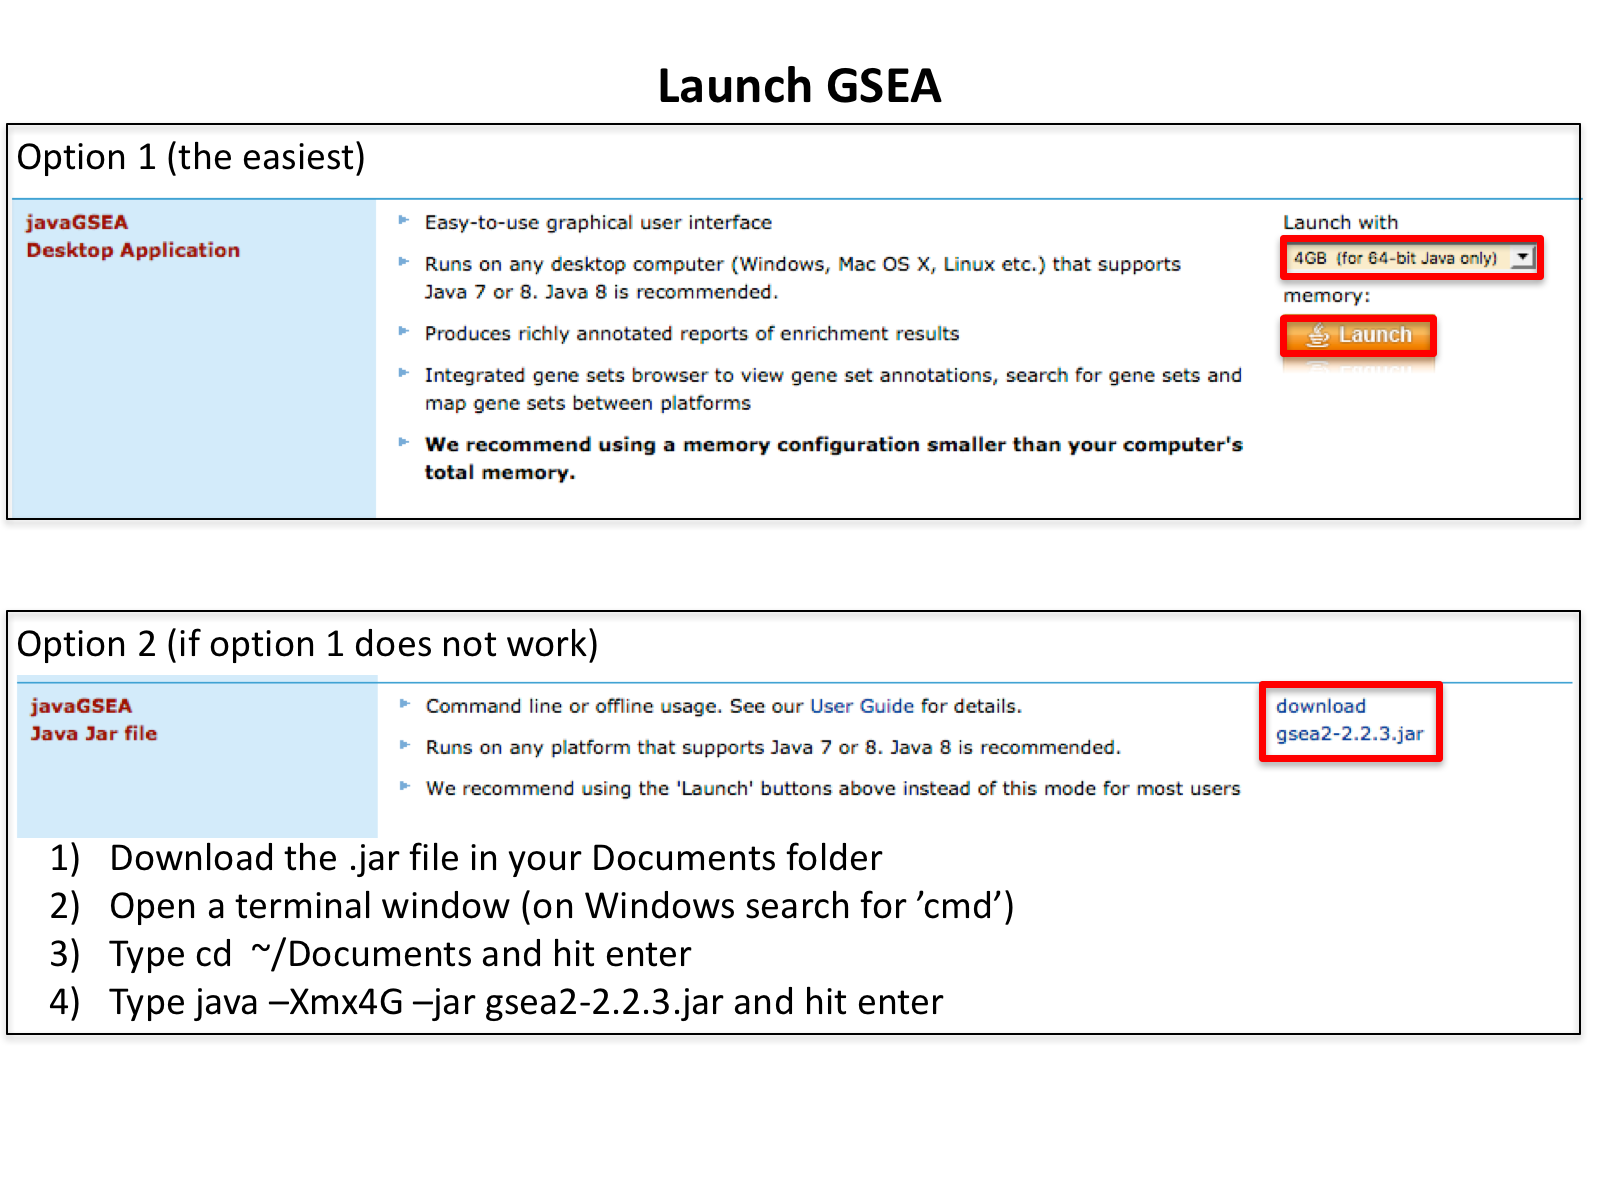 Launch GSEA
Option 1 (the easiest)
javaGSEA
Desktop Application
Easy-to-use graphical user interface
Runs on any desktop computer (Windows, Mac OS X, Linux etc.) that supports
Java 7 or 8. Java 8 is recommended.
Produces richly annotated reports of enrichment results
Integrated gene sets browser to view gene set annotations, search for gene sets and
map gene sets between platforms
We recommend using a memory configuration smaller than your computer's
total memory.
Launch with
4GB (for 64-bit Java only)
memory:
Launch
Option 2 (if option 1 does not work)
javaGSEA
Java Jar file
Command line or offline usage. See our User Guide for details.
Runs on any platform that supports Java 7 or 8. Java 8 is recommended.
We recommend using the 'Launch' buttons above instead of this mode for most users
download
gsea2-2.2.3.jar
1) Download the .jar file in your Documents folder
2) Open a terminal window (on Windows search for ’cmd’)
3) Type cd ~/Documents and hit enter
4) Type java –Xmx4G –jar gsea2-2.2.3.jar and hit enter